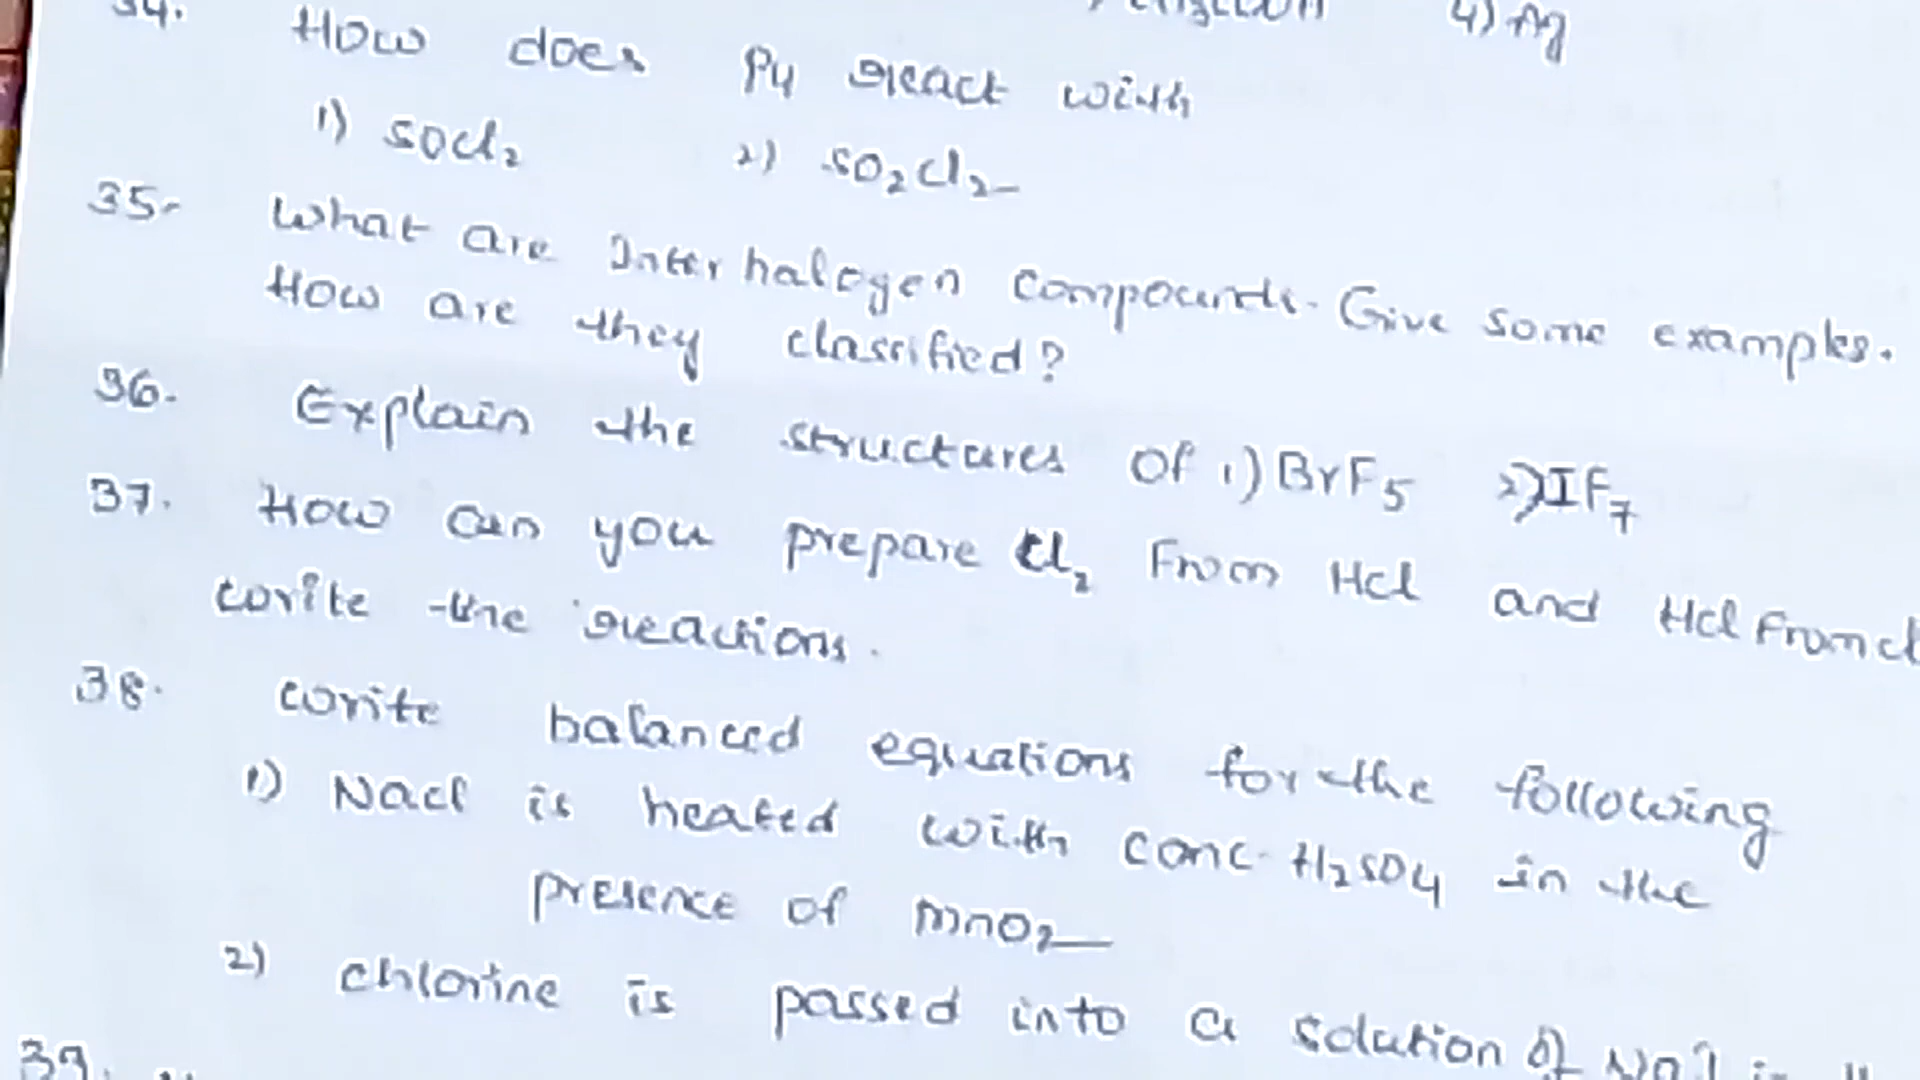 34. How does P4 react with 4) Ag
1) SOCl2 2) SO2Cl2
35. What are Inter halogen compounds. Give some examples.
How are they classified?
36. Explain the structures of 1) BrF5 2) IF7
37. How can you prepare Cl2 From Hcl and Hcl From cl
write the reactions.
38. write balanced equations for the following
1) Nacl is heated with conc. H2SO4 in the
presence of MnO2
2) chlorine is passed into a solution of NaI in
39.